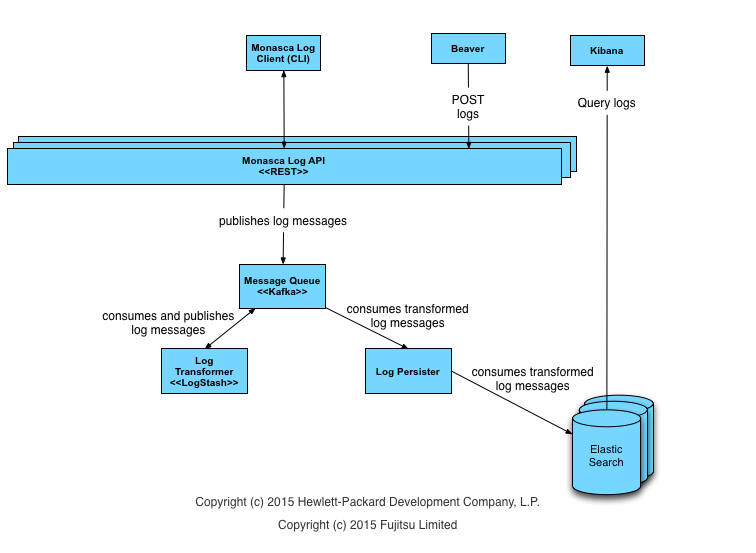 Monasca Log
Client (CLI)
Beaver
Kibana
POST
logs
Query logs
Monasca Log API
<<REST>>
publishes log messages
Message Queue
<<Kafka>>
consumes and publishes
log messages
consumes transformed
log messages
Log
Transformer
<<LogStash>>
Log Persister
consumes transformed
log messages
Elastic
Search
Copyright (c) 2015 Hewlett-Packard Development Company, L.P.
Copyright (c) 2015 Fujitsu Limited